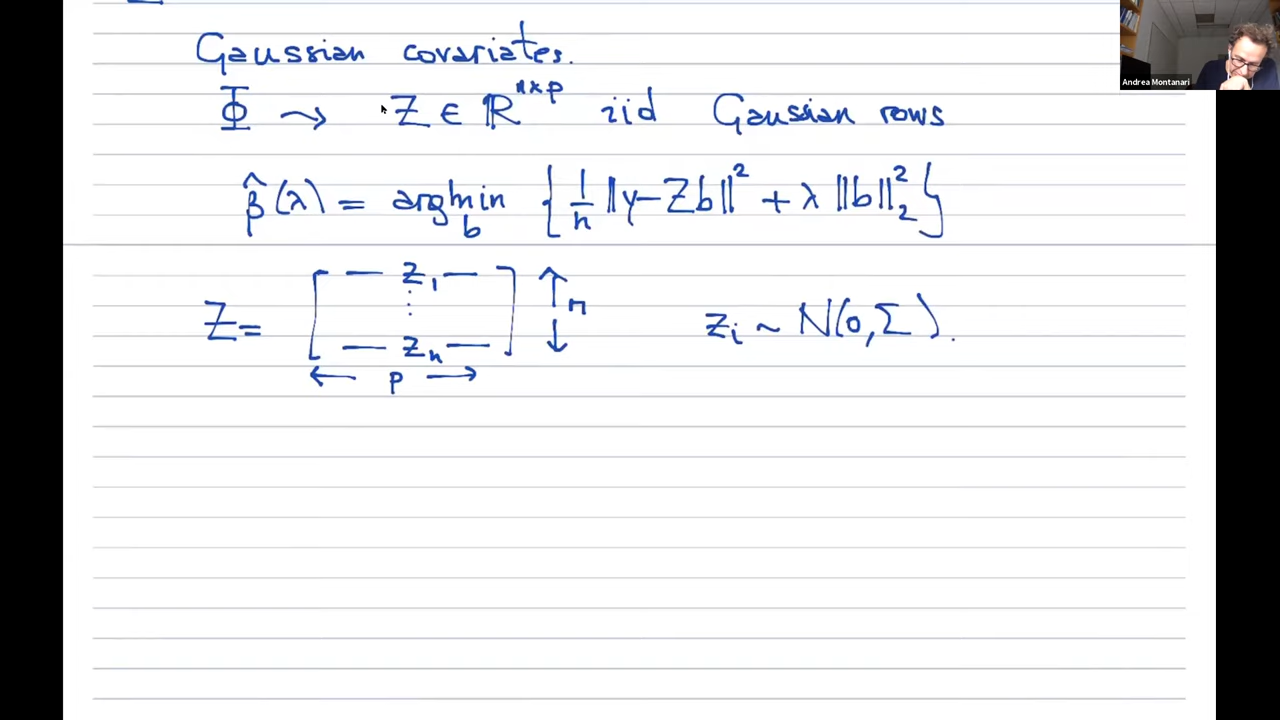 Gaussian covariates.
Φ ⇝ Z ∈ ℝ^{n×p} iid Gaussian rows
β̂(λ) = argmin_b { 1/n ‖y−Zb‖² + λ ‖b‖₂² }
Z = [ — z₁ — ⋮ — zₙ — ] ↑ n ↓ zᵢ ~ N(0,Σ).
← p →
Andrea Montanari